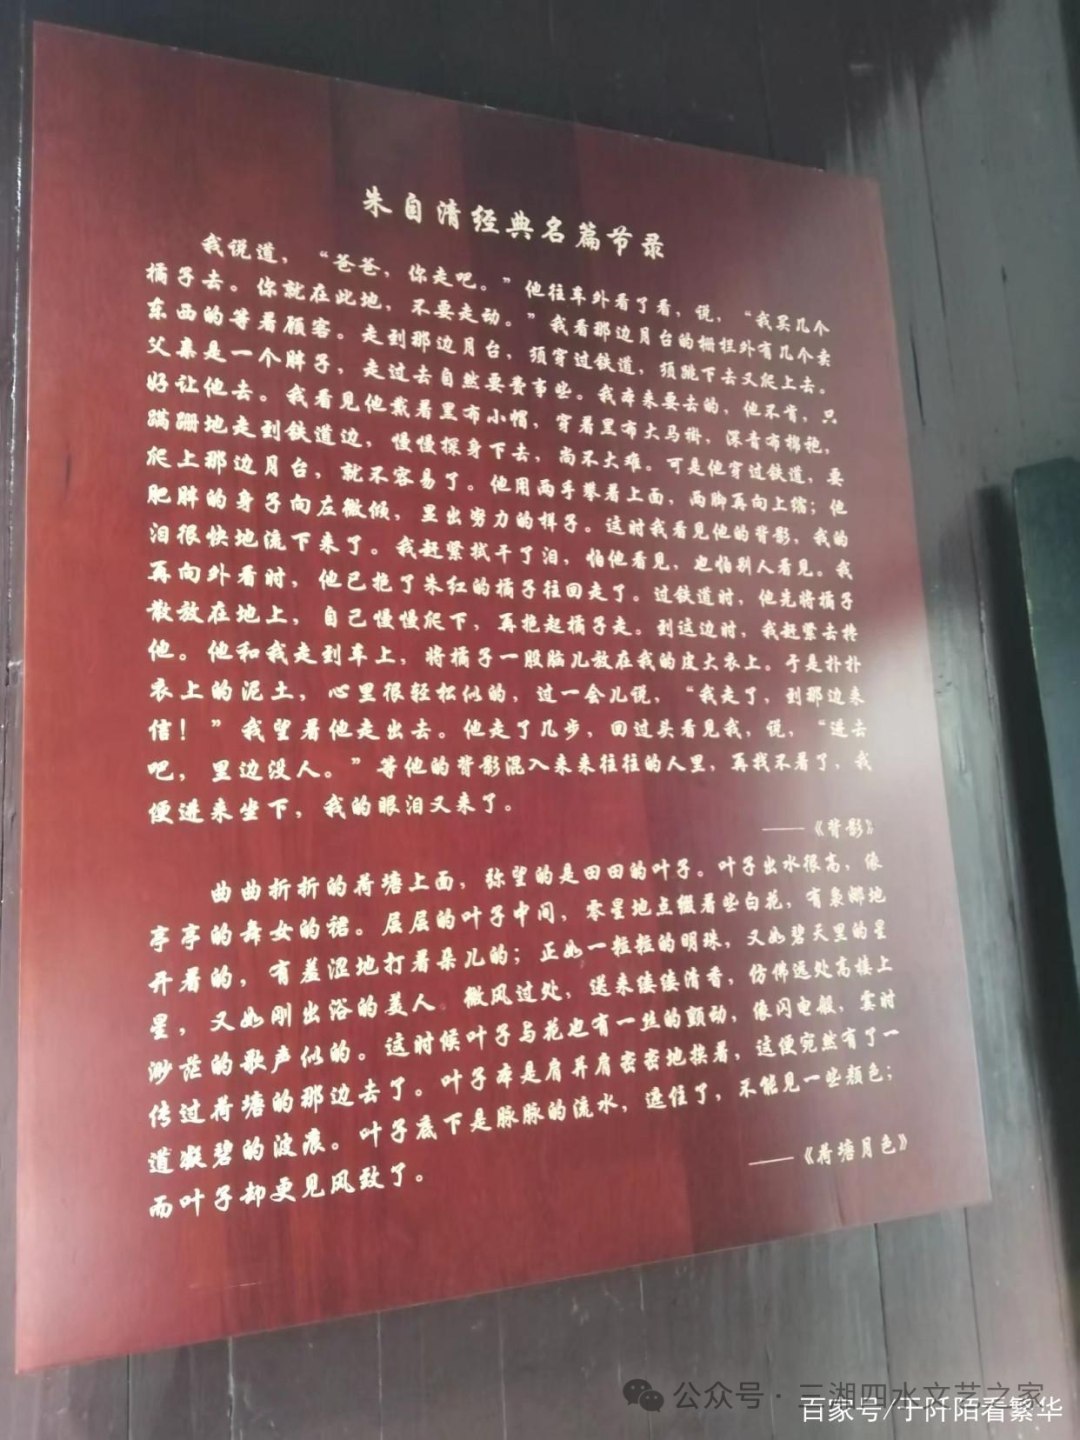 朱自清经典名篇节录
我说道，“爸爸，你走吧。”他往车外看了看，说，“我买几个
橘子去。你就在此地，不要走动。”我看那边月台的栅栏外有几个卖
东西的等着顾客。走到那边月台，须穿过铁道，须跳下去又爬上去。
父亲是一个胖子，走过去自然要费事些。我本来要去的，他不肯，只
好让他去。我看见他戴着黑布小帽，穿着黑布大马褂，深青布棉袍，
蹒跚地走到铁道边，慢慢探身下去，尚不大难。可是他穿过铁道，要
爬上那边月台，就不容易了。他用两手攀着上面，两脚再向上缩；他
肥胖的身子向左微倾，显出努力的样子。这时我看见他的背影，我的
泪很快地流下来了。我赶紧拭干了泪，怕他看见，也怕别人看见。我
再向外看时，他已抱了朱红的橘子往回走了。过铁道时，他先将橘子
散放在地上，自己慢慢爬下，再抱起橘子走。到这边时，我赶紧去搀
他。他和我走到车上，将橘子一股脑儿放在我的皮大衣上。于是扑扑
衣上的泥土，心里很轻松似的，过一会儿说，“我走了，到那边来
信！”我望着他走出去。他走了几步，回过头看见我，说，“进去
吧，里边没人。”等他的背影混入来来往往的人里，再找不着了，我
便进来坐下，我的眼泪又来了。
——《背影》
曲曲折折的荷塘上面，弥望的是田田的叶子。叶子出水很高，像
亭亭的舞女的裙。层层的叶子中间，零星地点缀着些白花，有袅娜地
开着的，有羞涩地打着朵儿的；正如一粒粒的明珠，又如碧天里的星
星，又如刚出浴的美人。微风过处，送来缕缕清香，仿佛远处高楼上
渺茫的歌声似的。这时候叶子与花也有一丝的颤动，像闪电般，霎时
传过荷塘的那边去了。叶子本是肩并肩密密地挨着，这便宛然有了一
道凝碧的波痕。叶子底下是脉脉的流水，遮住了，不能见一些颜色；
而叶子却更见风致了。
——《荷塘月色》
公众号·三湖四水文艺之家
百家号/于阡陌看繁华